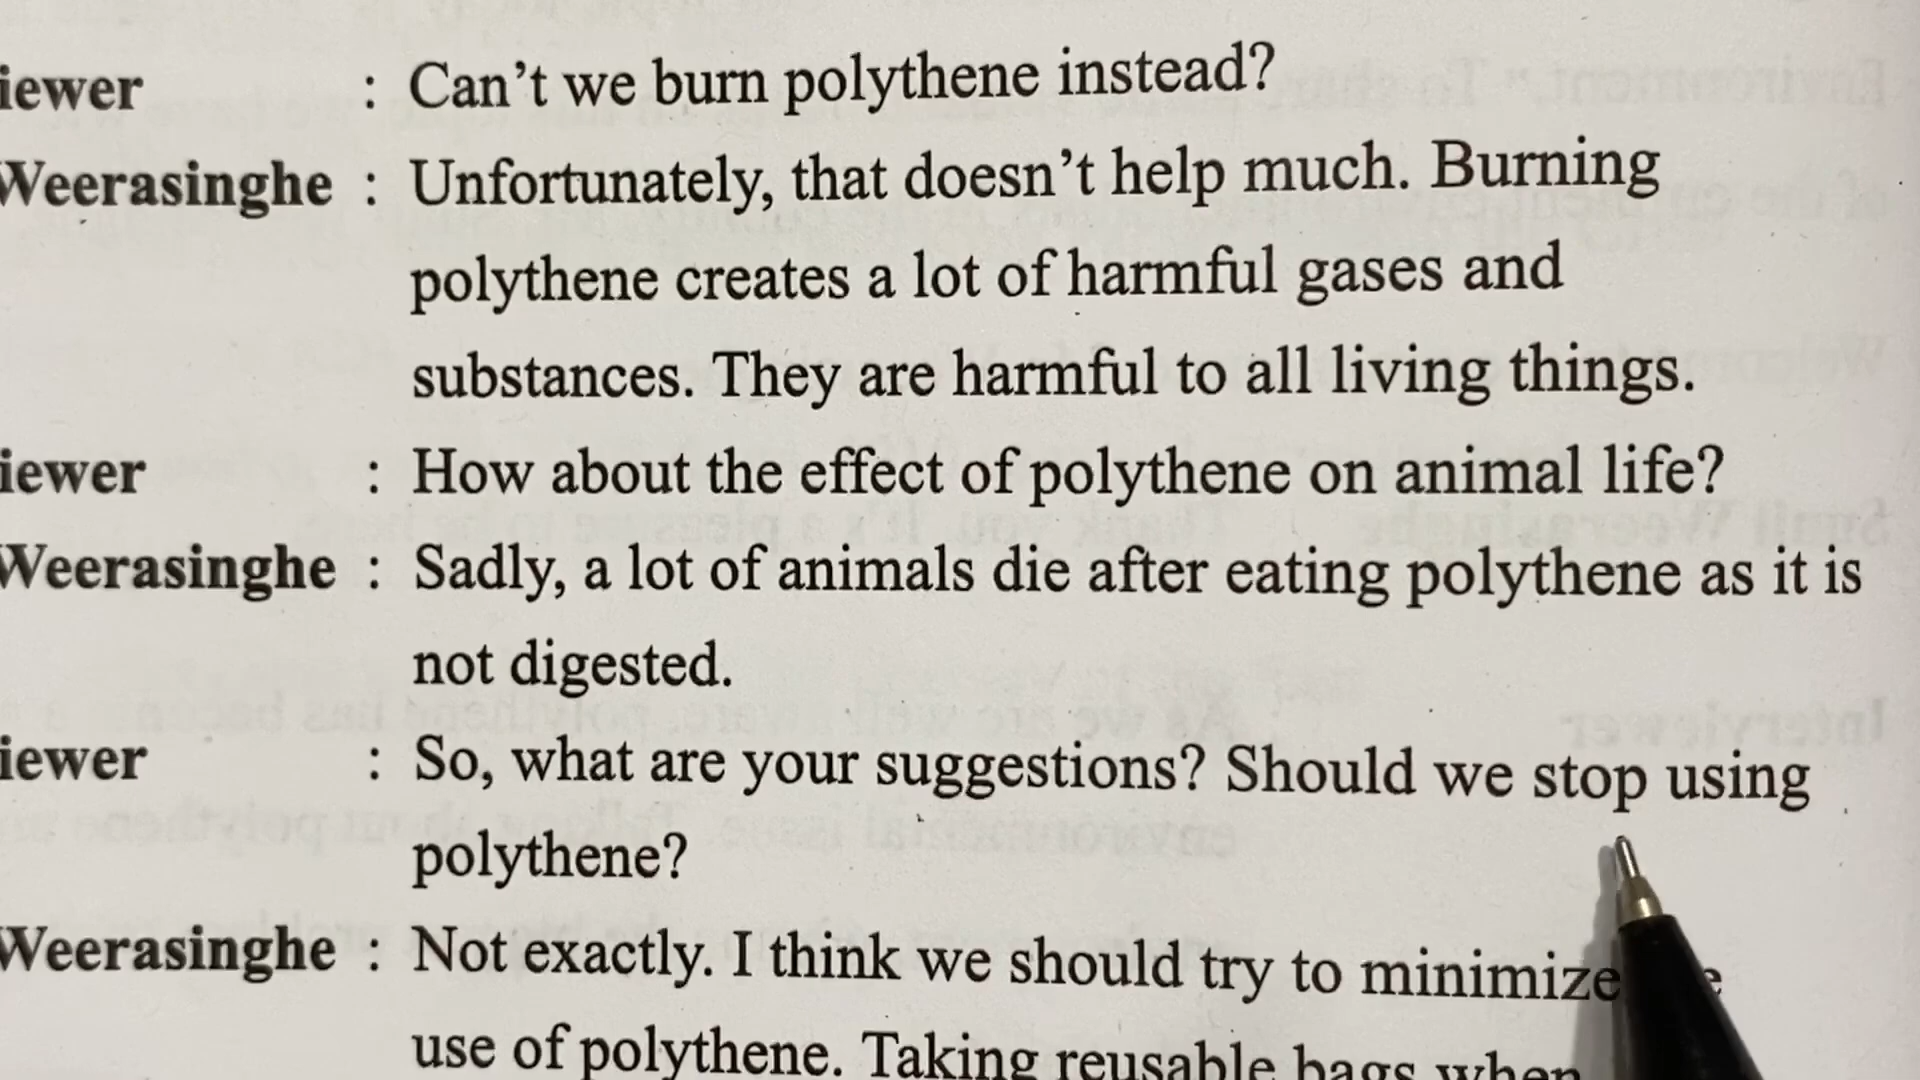 iewer : Can't we burn polythene instead?
Weerasinghe : Unfortunately, that doesn't help much. Burning
polythene creates a lot of harmful gases and
substances. They are harmful to all living things.
iewer : How about the effect of polythene on animal life?
Weerasinghe : Sadly, a lot of animals die after eating polythene as it is
not digested.
iewer : So, what are your suggestions? Should we stop using
polythene?
Weerasinghe : Not exactly. I think we should try to minimize
use of polythene. Taking reusable bags when